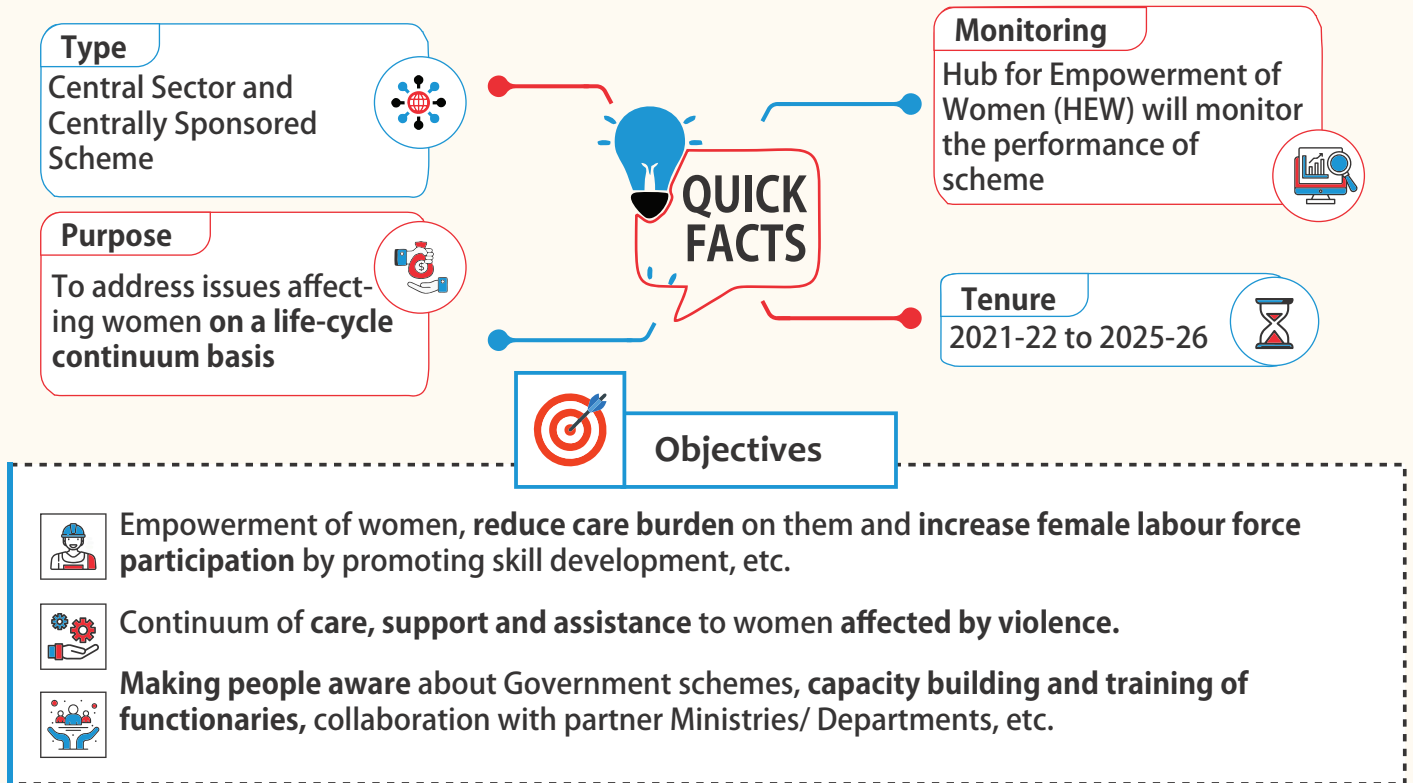 Type
Central Sector and
Centrally Sponsored
Scheme
Purpose
To address issues affect-
ing women on a life-cycle
continuum basis
QUICK
FACTS
Monitoring
Hub for Empowerment of
Women (HEW) will monitor
the performance of
scheme
Tenure
2021-22 to 2025-26
Objectives
Empowerment of women, reduce care burden on them and increase female labour force
participation by promoting skill development, etc.
Continuum of care, support and assistance to women affected by violence.
Making people aware about Government schemes, capacity building and training of
functionaries, collaboration with partner Ministries/ Departments, etc.